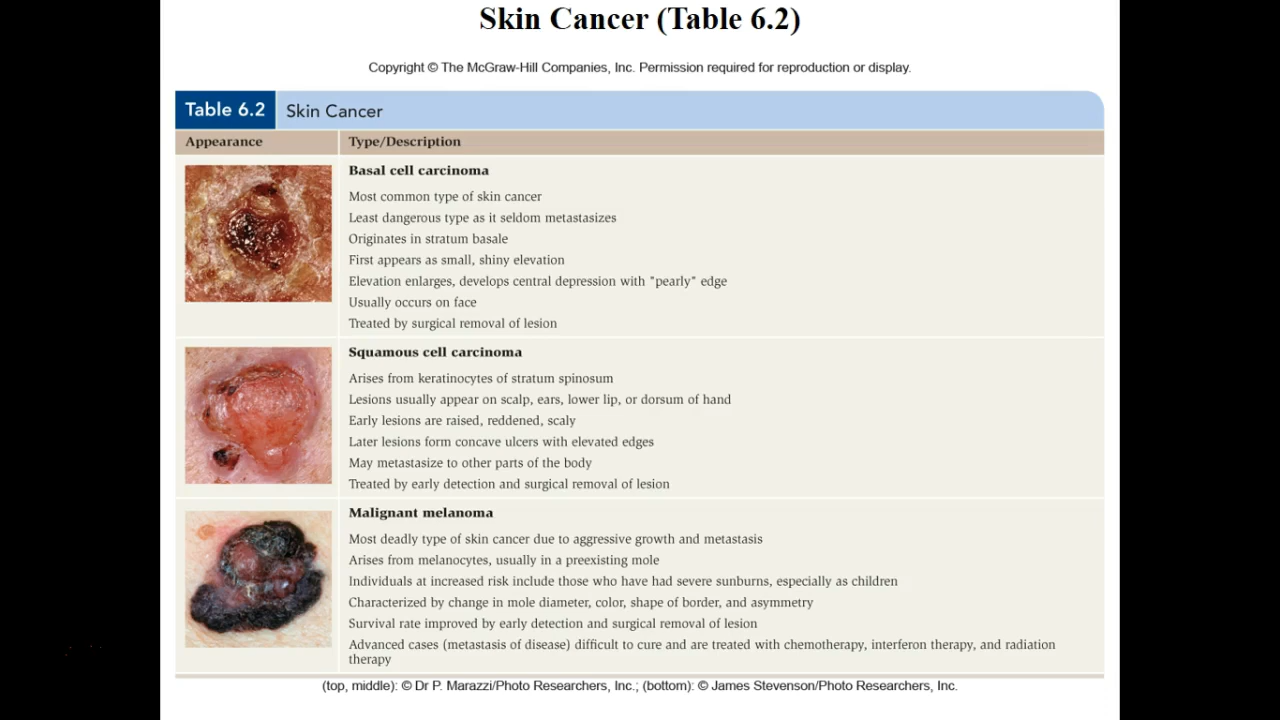 Skin Cancer (Table 6.2)
Copyright © The McGraw-Hill Companies, Inc. Permission required for reproduction or display.
Table 6.2 Skin Cancer
Appearance Type/Description
Basal cell carcinoma
Most common type of skin cancer
Least dangerous type as it seldom metastasizes
Originates in stratum basale
First appears as small, shiny elevation
Elevation enlarges, develops central depression with "pearly" edge
Usually occurs on face
Treated by surgical removal of lesion
Squamous cell carcinoma
Arises from keratinocytes of stratum spinosum
Lesions usually appear on scalp, ears, lower lip, or dorsum of hand
Early lesions are raised, reddened, scaly
Later lesions form concave ulcers with elevated edges
May metastasize to other parts of the body
Treated by early detection and surgical removal of lesion
Malignant melanoma
Most deadly type of skin cancer due to aggressive growth and metastasis
Arises from melanocytes, usually in a preexisting mole
Individuals at increased risk include those who have had severe sunburns, especially as children
Characterized by change in mole diameter, color, shape of border, and asymmetry
Survival rate improved by early detection and surgical removal of lesion
Advanced cases (metastasis of disease) difficult to cure and are treated with chemotherapy, interferon therapy, and radiation
therapy
(top, middle): © Dr P. Marazzi/Photo Researchers, Inc.; (bottom): © James Stevenson/Photo Researchers, Inc.